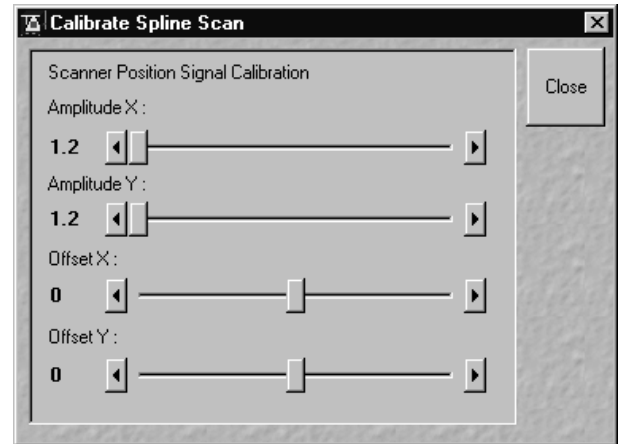 Calibrate Spline Scan
Scanner Position Signal Calibration
Close
Amplitude X :
1.2
Amplitude Y :
1.2
Offset X :
0
Offset Y :
0